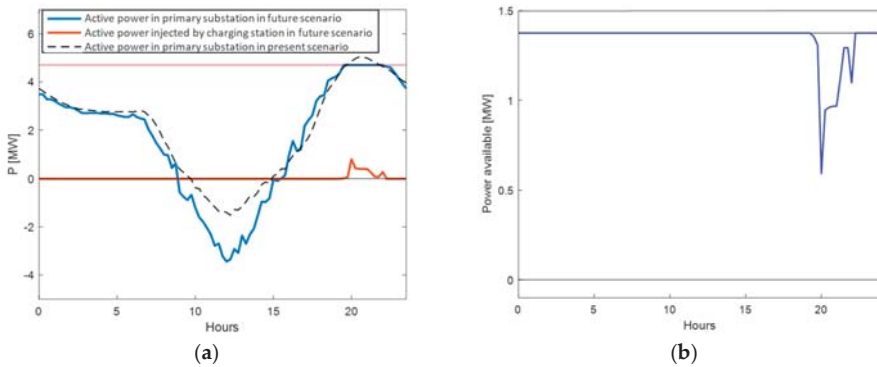 Active power in primary substation in future scenario
Active power injected by charging station in future scenario
Active power in primary substation in present scenario
P [MW]
6
4
2
0
-2
-4
0
5
10
15
20
Hours
(a)
Power available [MW]
1.5
1
0.5
0
0
5
10
15
20
Hours
(b)